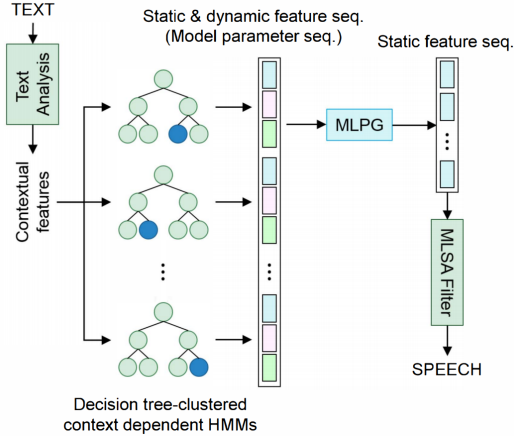 TEXT
Text
Analysis
Contextual
features
Static & dynamic feature seq.
(Model parameter seq.)
Decision tree-clustered
context dependent HMMs
MLPG
Static feature seq.
MLSA Filter
SPEECH